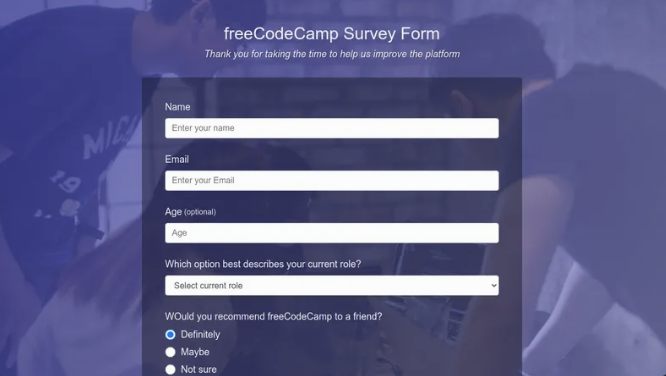 freeCodeCamp Survey Form
Thank you for taking the time to help us improve the platform
Name
Enter your name
Email
Enter your Email
Age (optional)
Age
Which option best describes your current role?
Select current role
WOuld you recommend freeCodeCamp to a friend?
Definitely
Maybe
Not sure